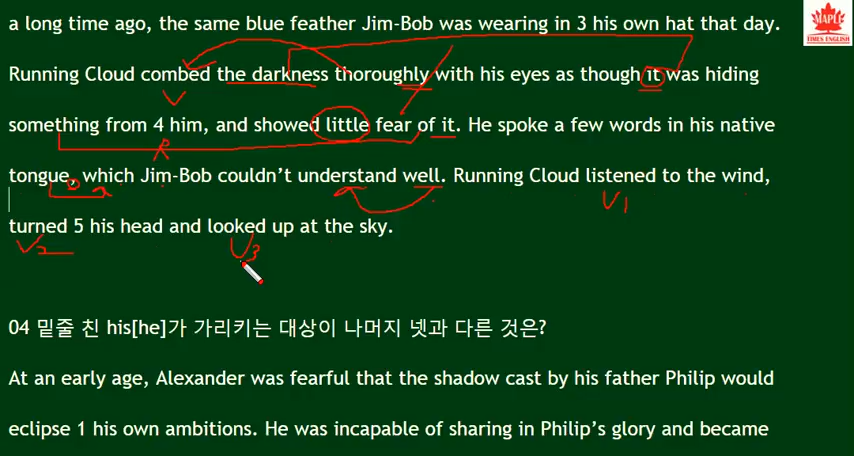 MAPLE
TIMES ENGLISH
a long time ago, the same blue feather Jim-Bob was wearing in 3 his own hat that day.
Running Cloud combed the darkness thoroughly with his eyes as though it was hiding
something from 4 him, and showed little fear of it. He spoke a few words in his native
tongue, which Jim-Bob couldn't understand well. Running Cloud listened to the wind,
V1
turned 5 his head and looked up at the sky.
V2
V3
04 밑줄 친 his[he]가 가리키는 대상이 나머지 넷과 다른 것은?
At an early age, Alexander was fearful that the shadow cast by his father Philip would
eclipse 1 his own ambitions. He was incapable of sharing in Philip's glory and became